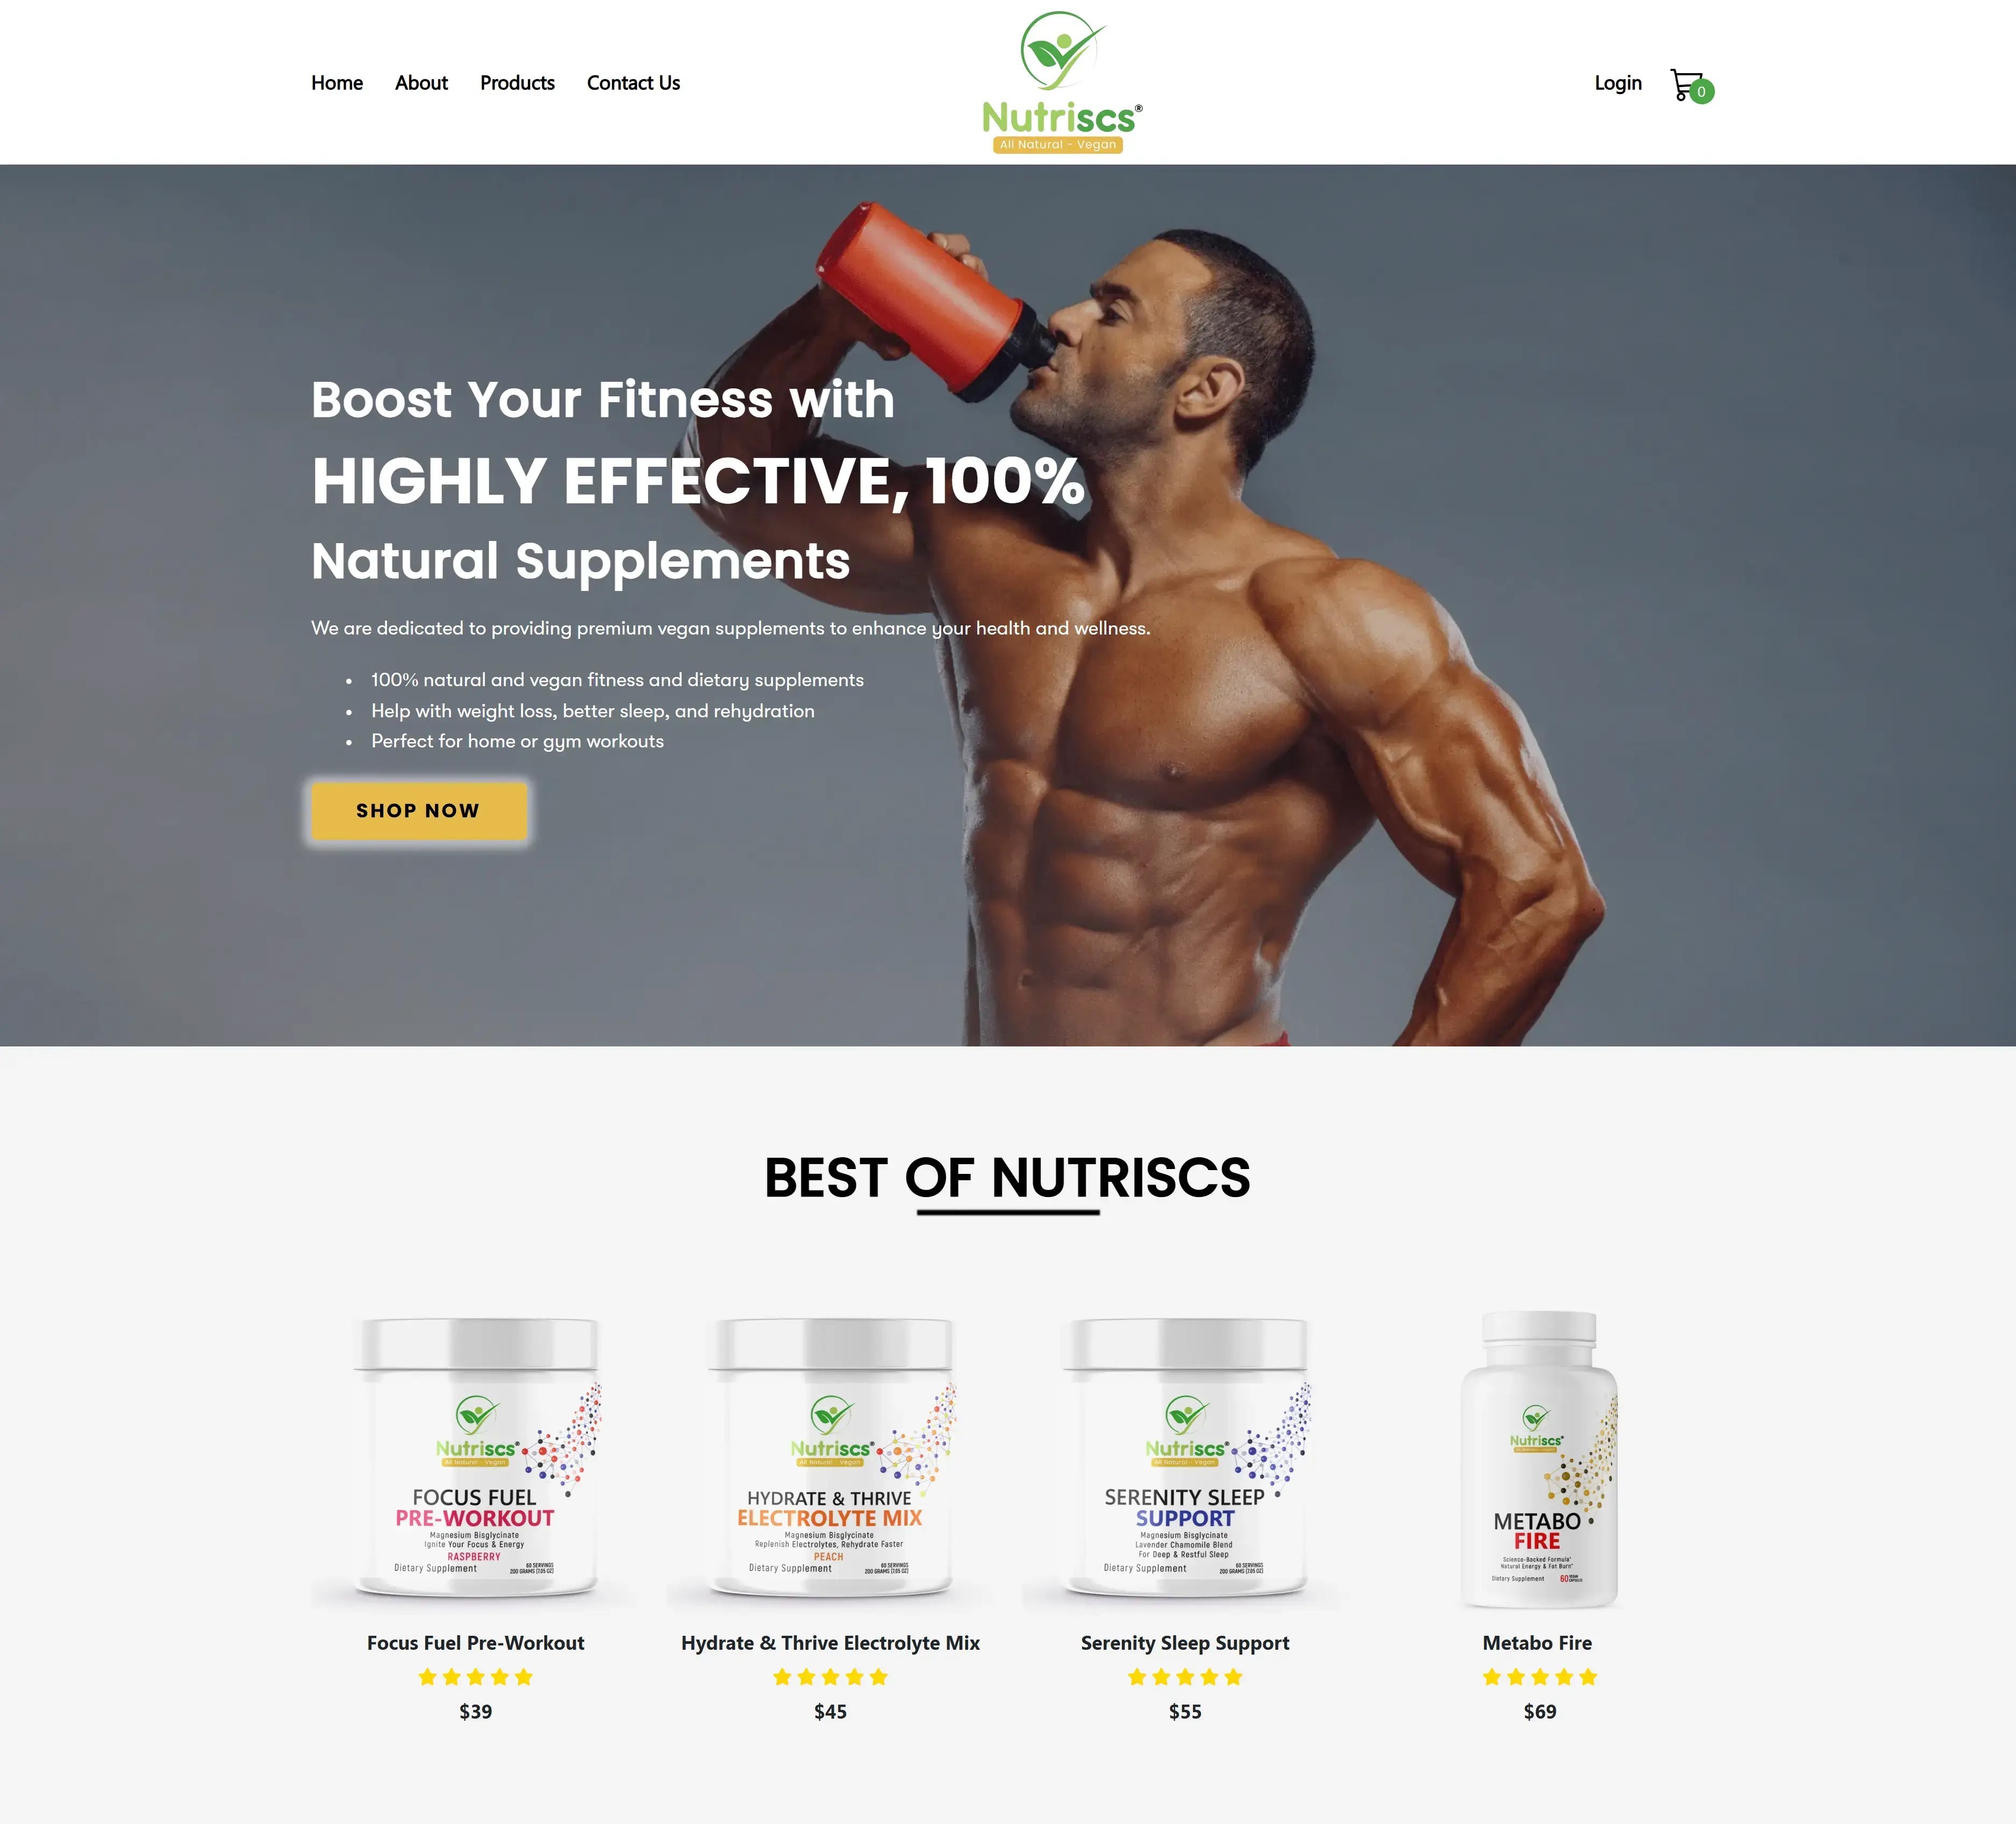 Home About Products Contact Us
Nutriscs®
All Natural - Vegan
Login
0
Boost Your Fitness with
HIGHLY EFFECTIVE, 100%
Natural Supplements
We are dedicated to providing premium vegan supplements to enhance your health and wellness.
• 100% natural and vegan fitness and dietary supplements
• Help with weight loss, better sleep, and rehydration
• Perfect for home or gym workouts
SHOP NOW
BEST OF NUTRISCS
Nutriscs®
All Natural - Vegan
FOCUS FUEL
PRE-WORKOUT
Magnesium Bisglycinate
Ignite Your Focus & Energy
RASPBERRY
Dietary Supplement
60 SERVINGS
200 GRAMS (7.05 OZ)
Focus Fuel Pre-Workout
$39
Nutriscs®
All Natural - Vegan
HYDRATE & THRIVE
ELECTROLYTE MIX
Magnesium Bisglycinate
Replenish Electrolytes, Rehydrate Faster
PEACH
Dietary Supplement
60 SERVINGS
200 GRAMS (7.05 OZ)
Hydrate & Thrive Electrolyte Mix
$45
Nutriscs®
All Natural - Vegan
SERENITY SLEEP
SUPPORT
Magnesium Bisglycinate
Lavender Chamomile Blend
For Deep & Restful Sleep
Dietary Supplement
60 SERVINGS
200 GRAMS (7.05 OZ)
Serenity Sleep Support
$55
Nutriscs®
METABO
FIRE
Science-Backed Formula*
Natural Energy & Fat Burn*
Dietary Supplement
60 VEGAN
CAPSULES
Metabo Fire
$69